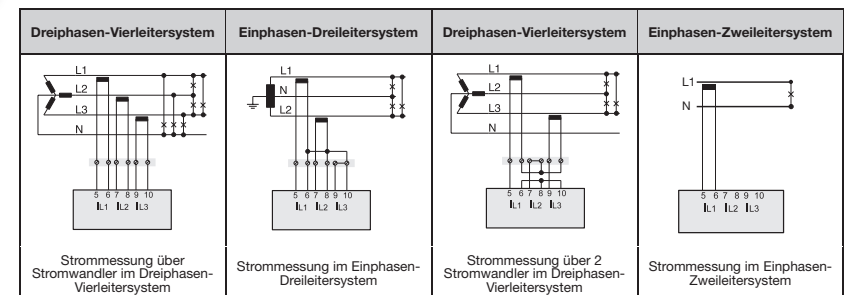 Dreiphasen-Vierleitersystem
Einphasen-Dreileitersystem
Dreiphasen-Vierleitersystem
Einphasen-Zweileitersystem
L1
L2
L3
N
5 6 7 8 9 10
IL1 IL2 IL3
L1
N
L2
5 6 7 8 9 10
IL1 IL2 IL3
L1
L2
L3
N
5 6 7 8 9 10
IL1 IL2 IL3
L1
N
5 6 7 8 9 10
IL1 IL2 IL3
Strommessung über
Stromwandler im Dreiphasen-
Vierleitersystem
Strommessung im Einphasen-
Dreileitersystem
Strommessung über 2
Stromwandler im Dreiphasen-
Vierleitersystem
Strommessung im Einphasen-
Zweileitersystem